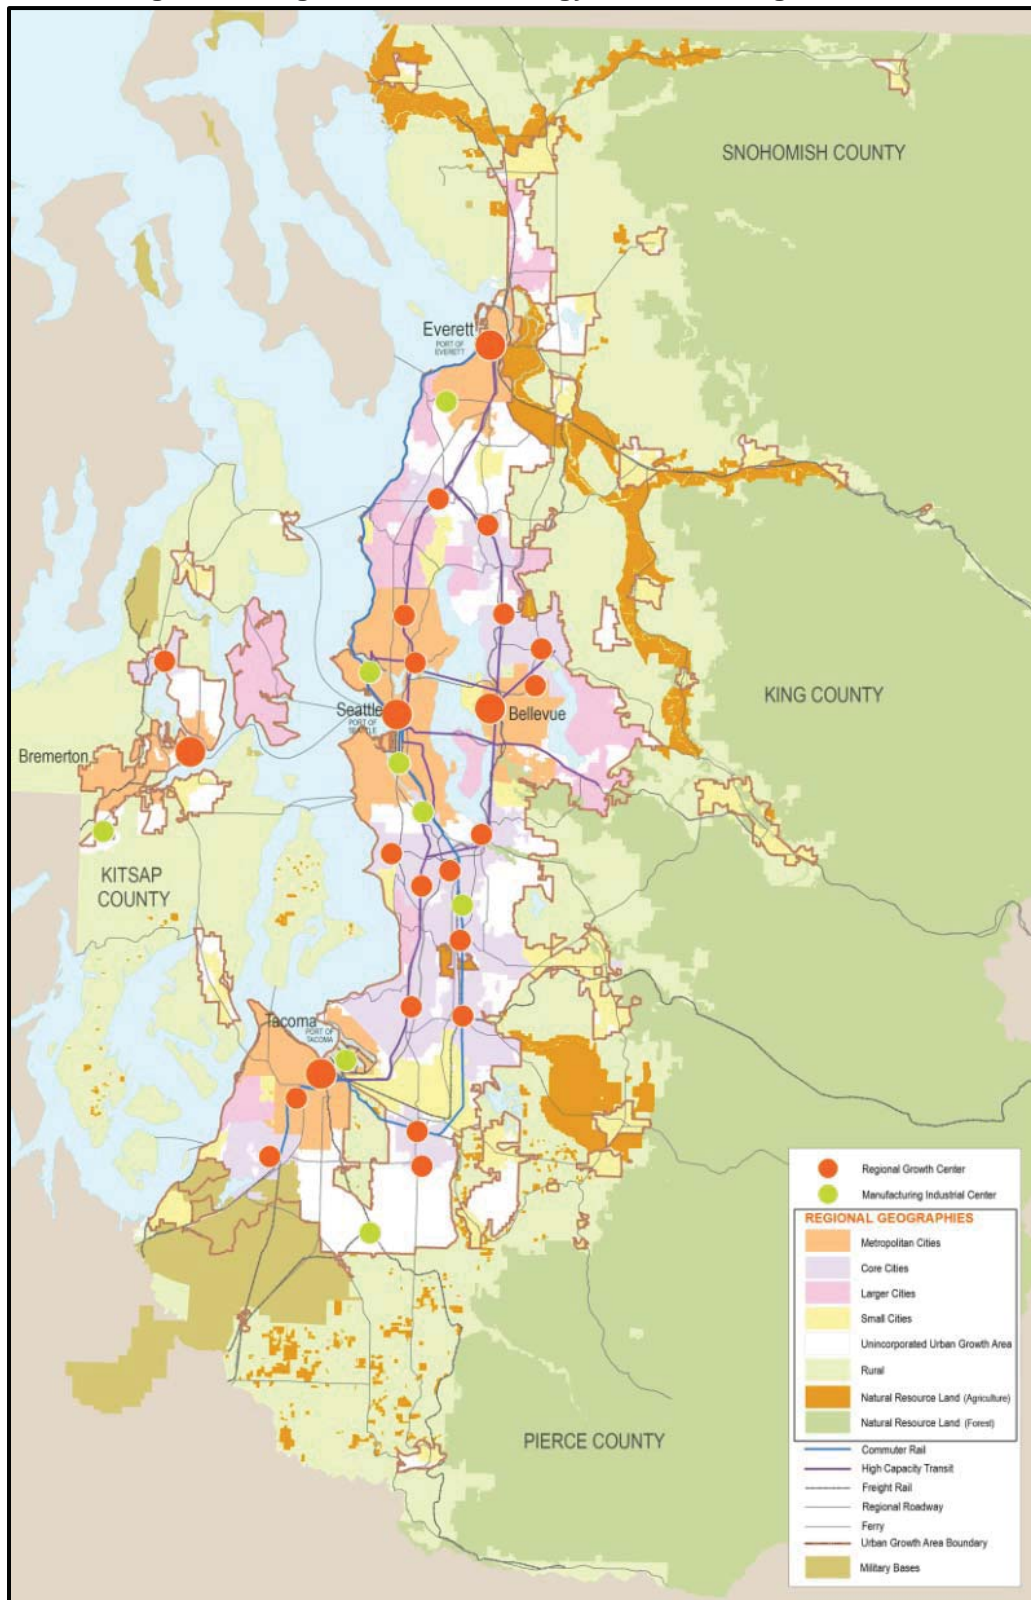 SNOHOMISH COUNTY
Everett
PORT OF
EVERETT
KING COUNTY
Seattle
PORT OF
SEATTLE
Bellevue
Bremerton
KITSAP
COUNTY
Tacoma
PORT OF
TACOMA
PIERCE COUNTY
Regional Growth Center
Manufacturing Industrial Center
REGIONAL GEOGRAPHIES
Metropolitan Cities
Core Cities
Larger Cities
Small Cities
Unincorporated Urban Growth Area
Rural
Natural Resource Land (Agriculture)
Natural Resource Land (Forest)
Commuter Rail
High Capacity Transit
Freight Rail
Regional Roadway
Ferry
Urban Growth Area Boundary
Military Bases